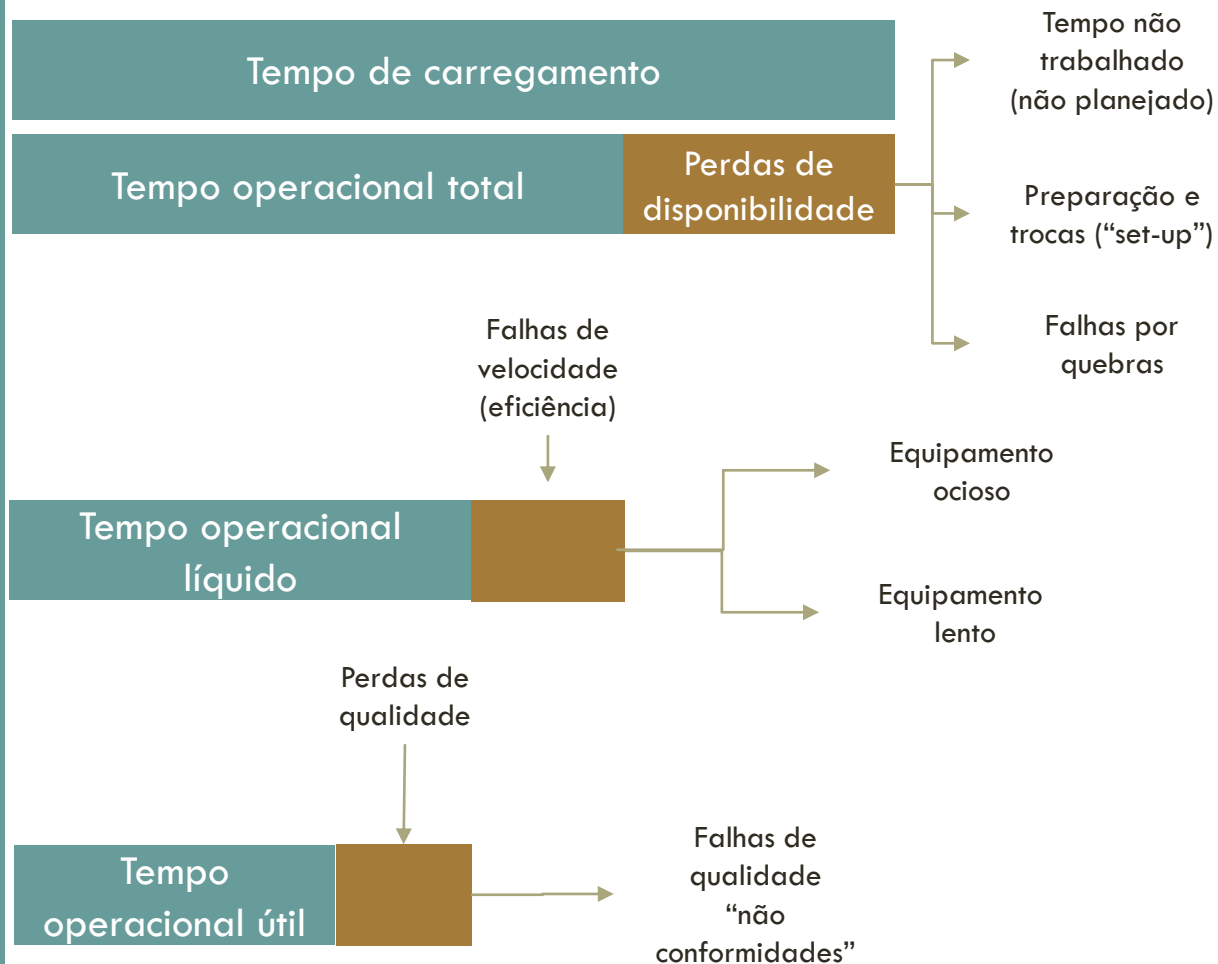 Tempo de carregamento
Tempo não
trabalhado
(não planejado)
Tempo operacional total
Perdas de
disponibilidade
Preparação e
trocas (“set-up”)
Falhas por
quebras
Falhas de
velocidade
(eficiência)
Tempo operacional
líquido
Equipamento
ocioso
Equipamento
lento
Perdas de
qualidade
Tempo
operacional útil
Falhas de
qualidade
“não
conformidades”